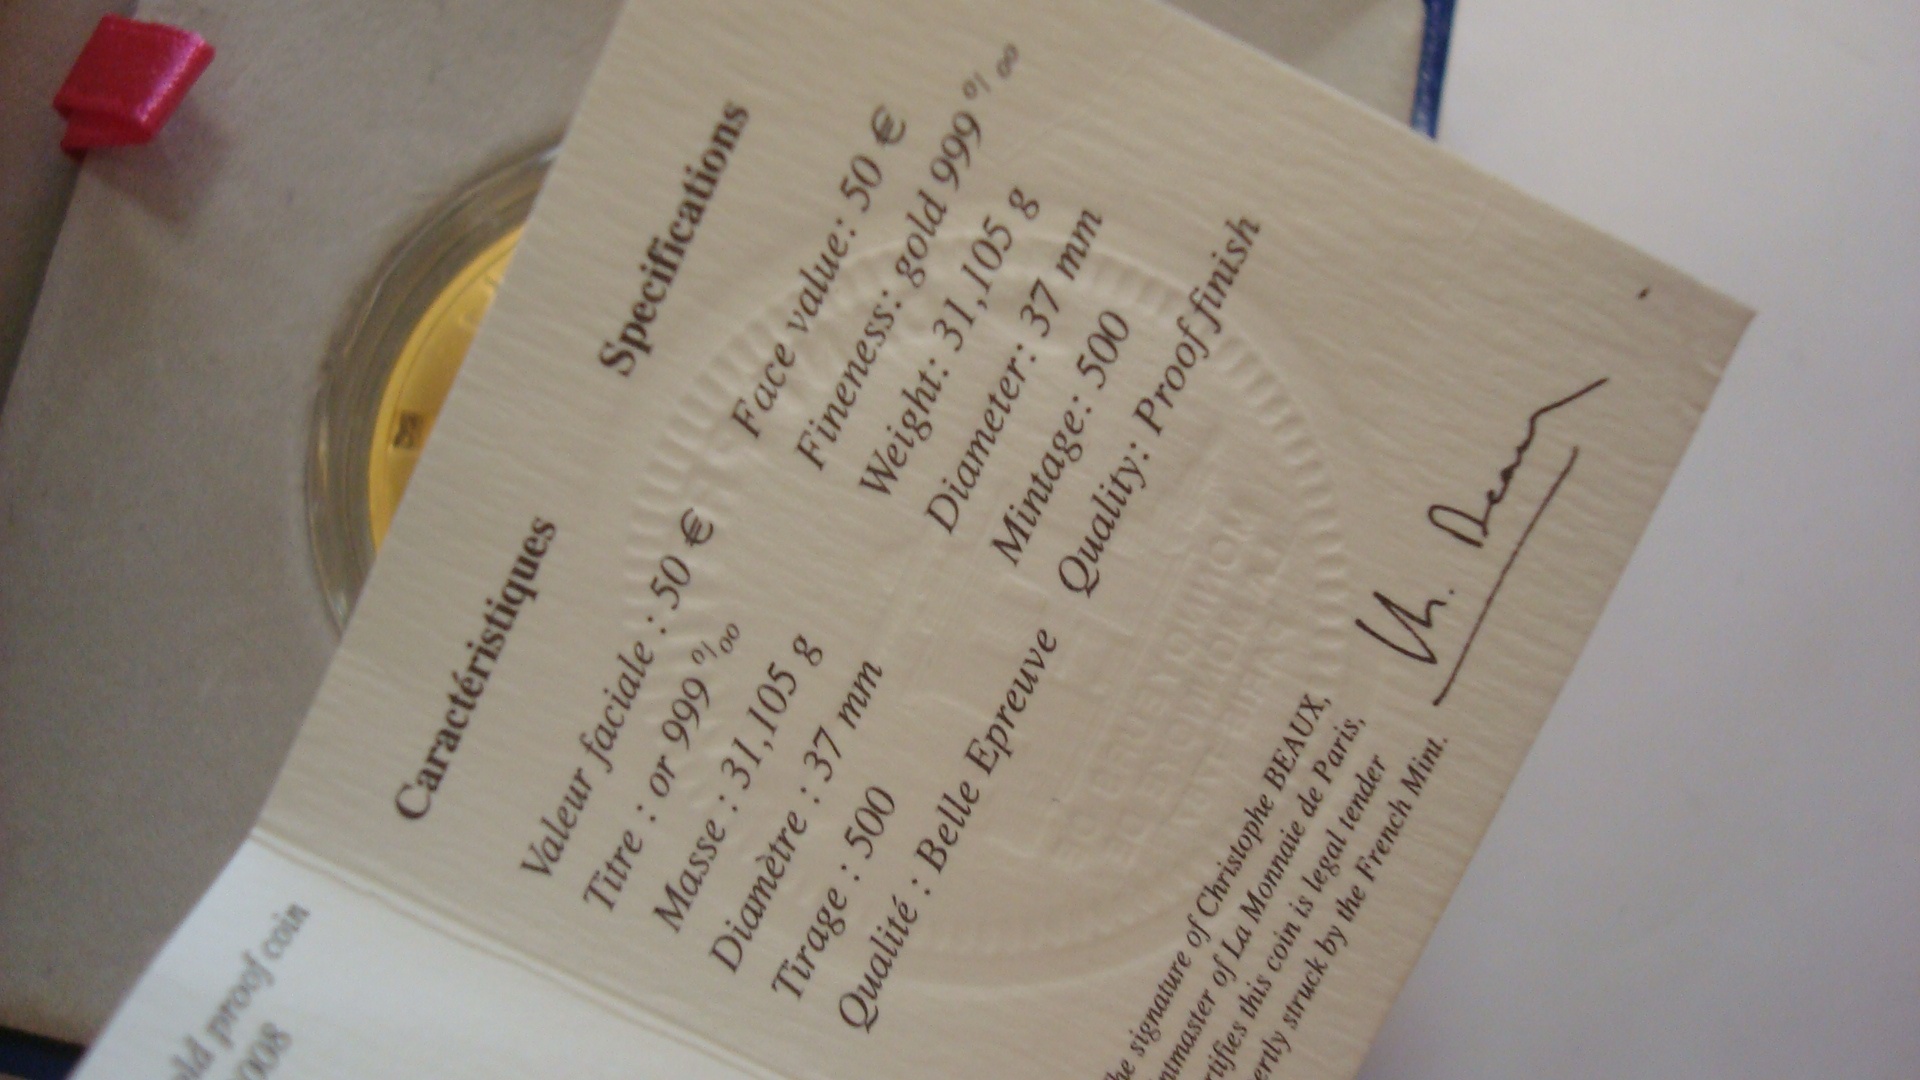 Caractéristiques
Valeur faciale : 50 €
Titre : or 999 ‰
Masse : 31,105 g
Diamètre : 37 mm
Tirage : 500
Qualité : Belle Epreuve
Specifications
Face value: 50 €
Fineness: gold 999 ‰
Weight: 31,105 g
Diameter: 37 mm
Mintage: 500
Quality: Proof finish
signature of Christophe BEAUX,
of La Monnaie de Paris,
this coin is legal tender
struck by the French Mint.
proof coin